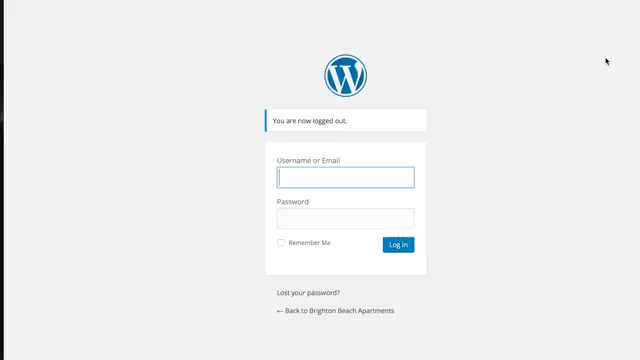 You are now logged out.
Username or Email
Password
Remember Me
Log in
Lost your password?
← Back to Brighton Beach Apartments